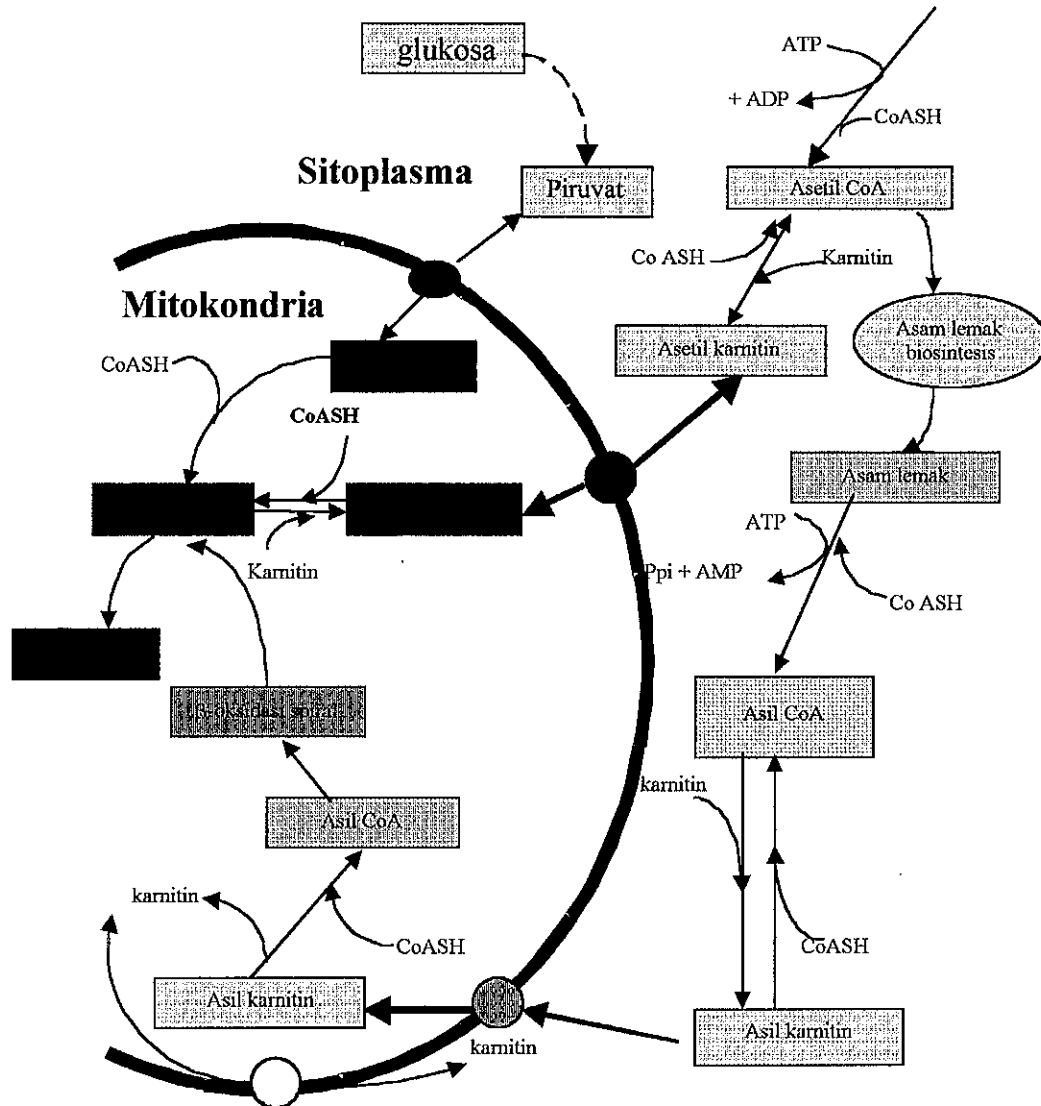 glukosa
ATP
+ ADP
CoASH
Sitoplasma
Piruvat
Asetil CoA
Co ASH
Karnitin
Mitokondria
Asetil karnitin
Asam lemak
biosintesis
CoASH
CoASH
Asam lemak
Karnitin
ATP
Ppi + AMP
Co ASH
Asil CoA
karnitin
Asil CoA
karnitin
CoASH
CoASH
Asil karnitin
Asil karnitin
karnitin